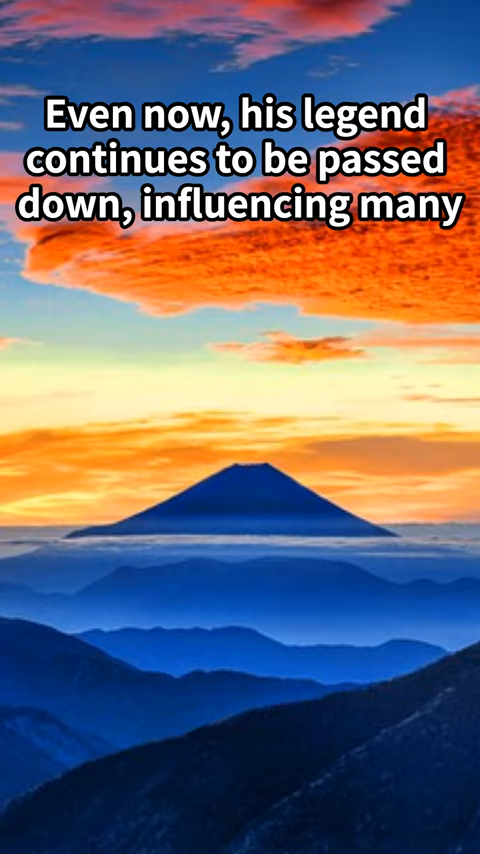 Even now, his legend
continues to be passed
down, influencing many